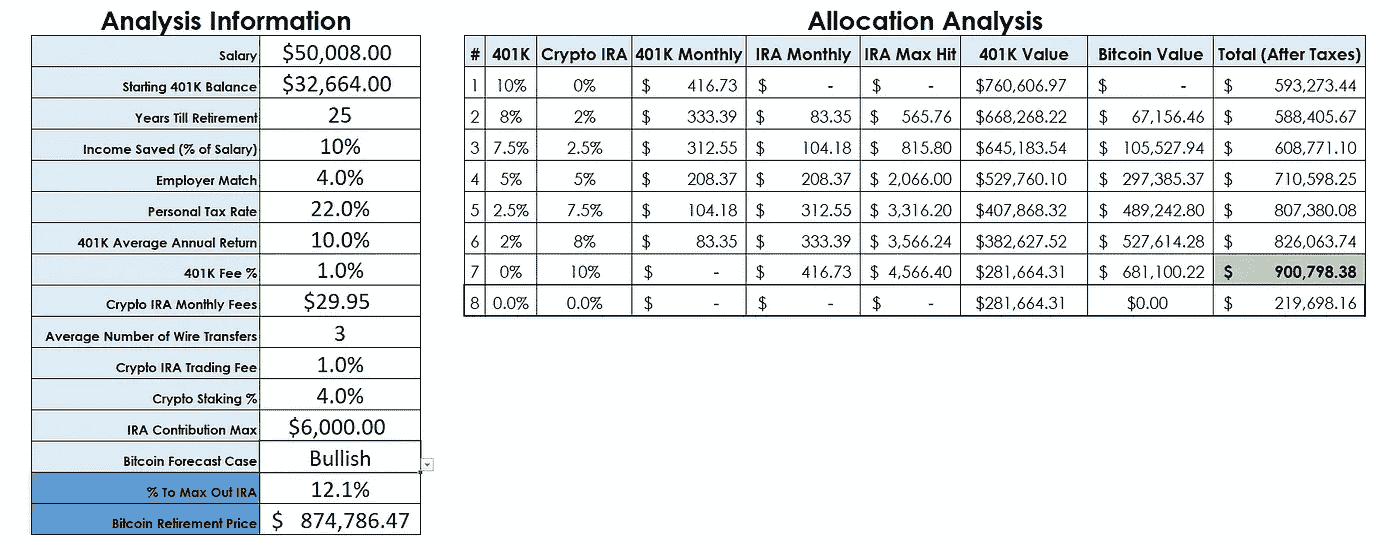 Analysis Information
Salary $50,008.00
Starting 401K Balance $32,664.00
Years Till Retirement 25
Income Saved (% of Salary) 10%
Employer Match 4.0%
Personal Tax Rate 22.0%
401K Average Annual Return 10.0%
401K Fee % 1.0%
Crypto IRA Monthly Fees $29.95
Average Number of Wire Transfers 3
Crypto IRA Trading Fee 1.0%
Crypto Staking % 4.0%
IRA Contribution Max $6,000.00
Bitcoin Forecast Case Bullish
% To Max Out IRA 12.1%
Bitcoin Retirement Price $ 874,786.47
Allocation Analysis
# 401K Crypto IRA 401K Monthly IRA Monthly IRA Max Hit 401K Value Bitcoin Value Total (After Taxes)
1 10% 0% $ 416.73 $ - $ - $760,606.97 $ - $ 593,273.44
2 8% 2% $ 333.39 $ 83.35 $ 565.76 $668,268.22 $ 67,156.46 $ 588,405.67
3 7.5% 2.5% $ 312.55 $ 104.18 $ 815.80 $645,183.54 $ 105,527.94 $ 608,771.10
4 5% 5% $ 208.37 $ 208.37 $ 2,066.00 $529,760.10 $ 297,385.37 $ 710,598.25
5 2.5% 7.5% $ 104.18 $ 312.55 $ 3,316.20 $407,868.32 $ 489,242.80 $ 807,380.08
6 2% 8% $ 83.35 $ 333.39 $ 3,566.24 $382,627.52 $ 527,614.28 $ 826,063.74
7 0% 10% $ - $ 416.73 $ 4,566.40 $281,664.31 $ 681,100.22 $ 900,798.38
8 0.0% 0.0% $ - $ - $ - $281,664.31 $0.00 $ 219,698.16